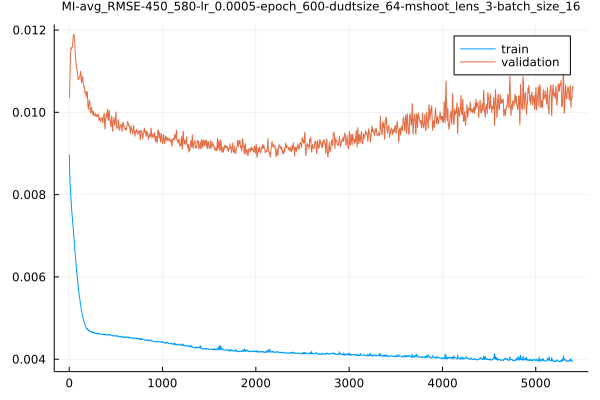 MI-avg_RMSE-450_580-lr_0.0005-epoch_600-dudtsize_64-mshoot_lens_3-batch_size_16
0.012
train
validation
0.010
0.008
0.006
0.004
0 1000 2000 3000 4000 5000